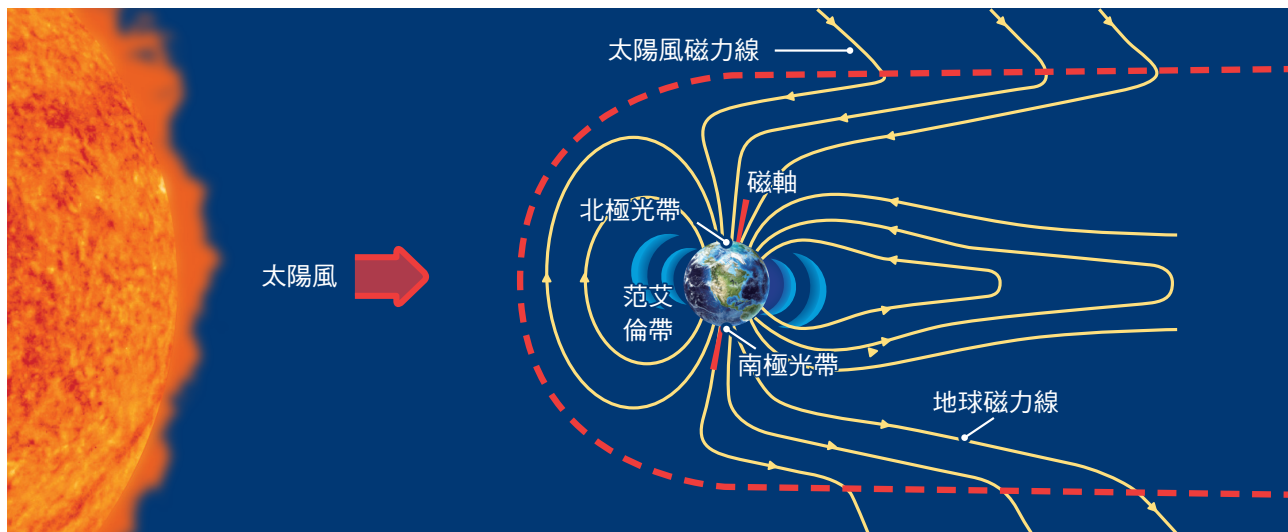 太陽風磁力線
磁軸
北極光帶
太陽風
范艾
倫帶
南極光帶
地球磁力線